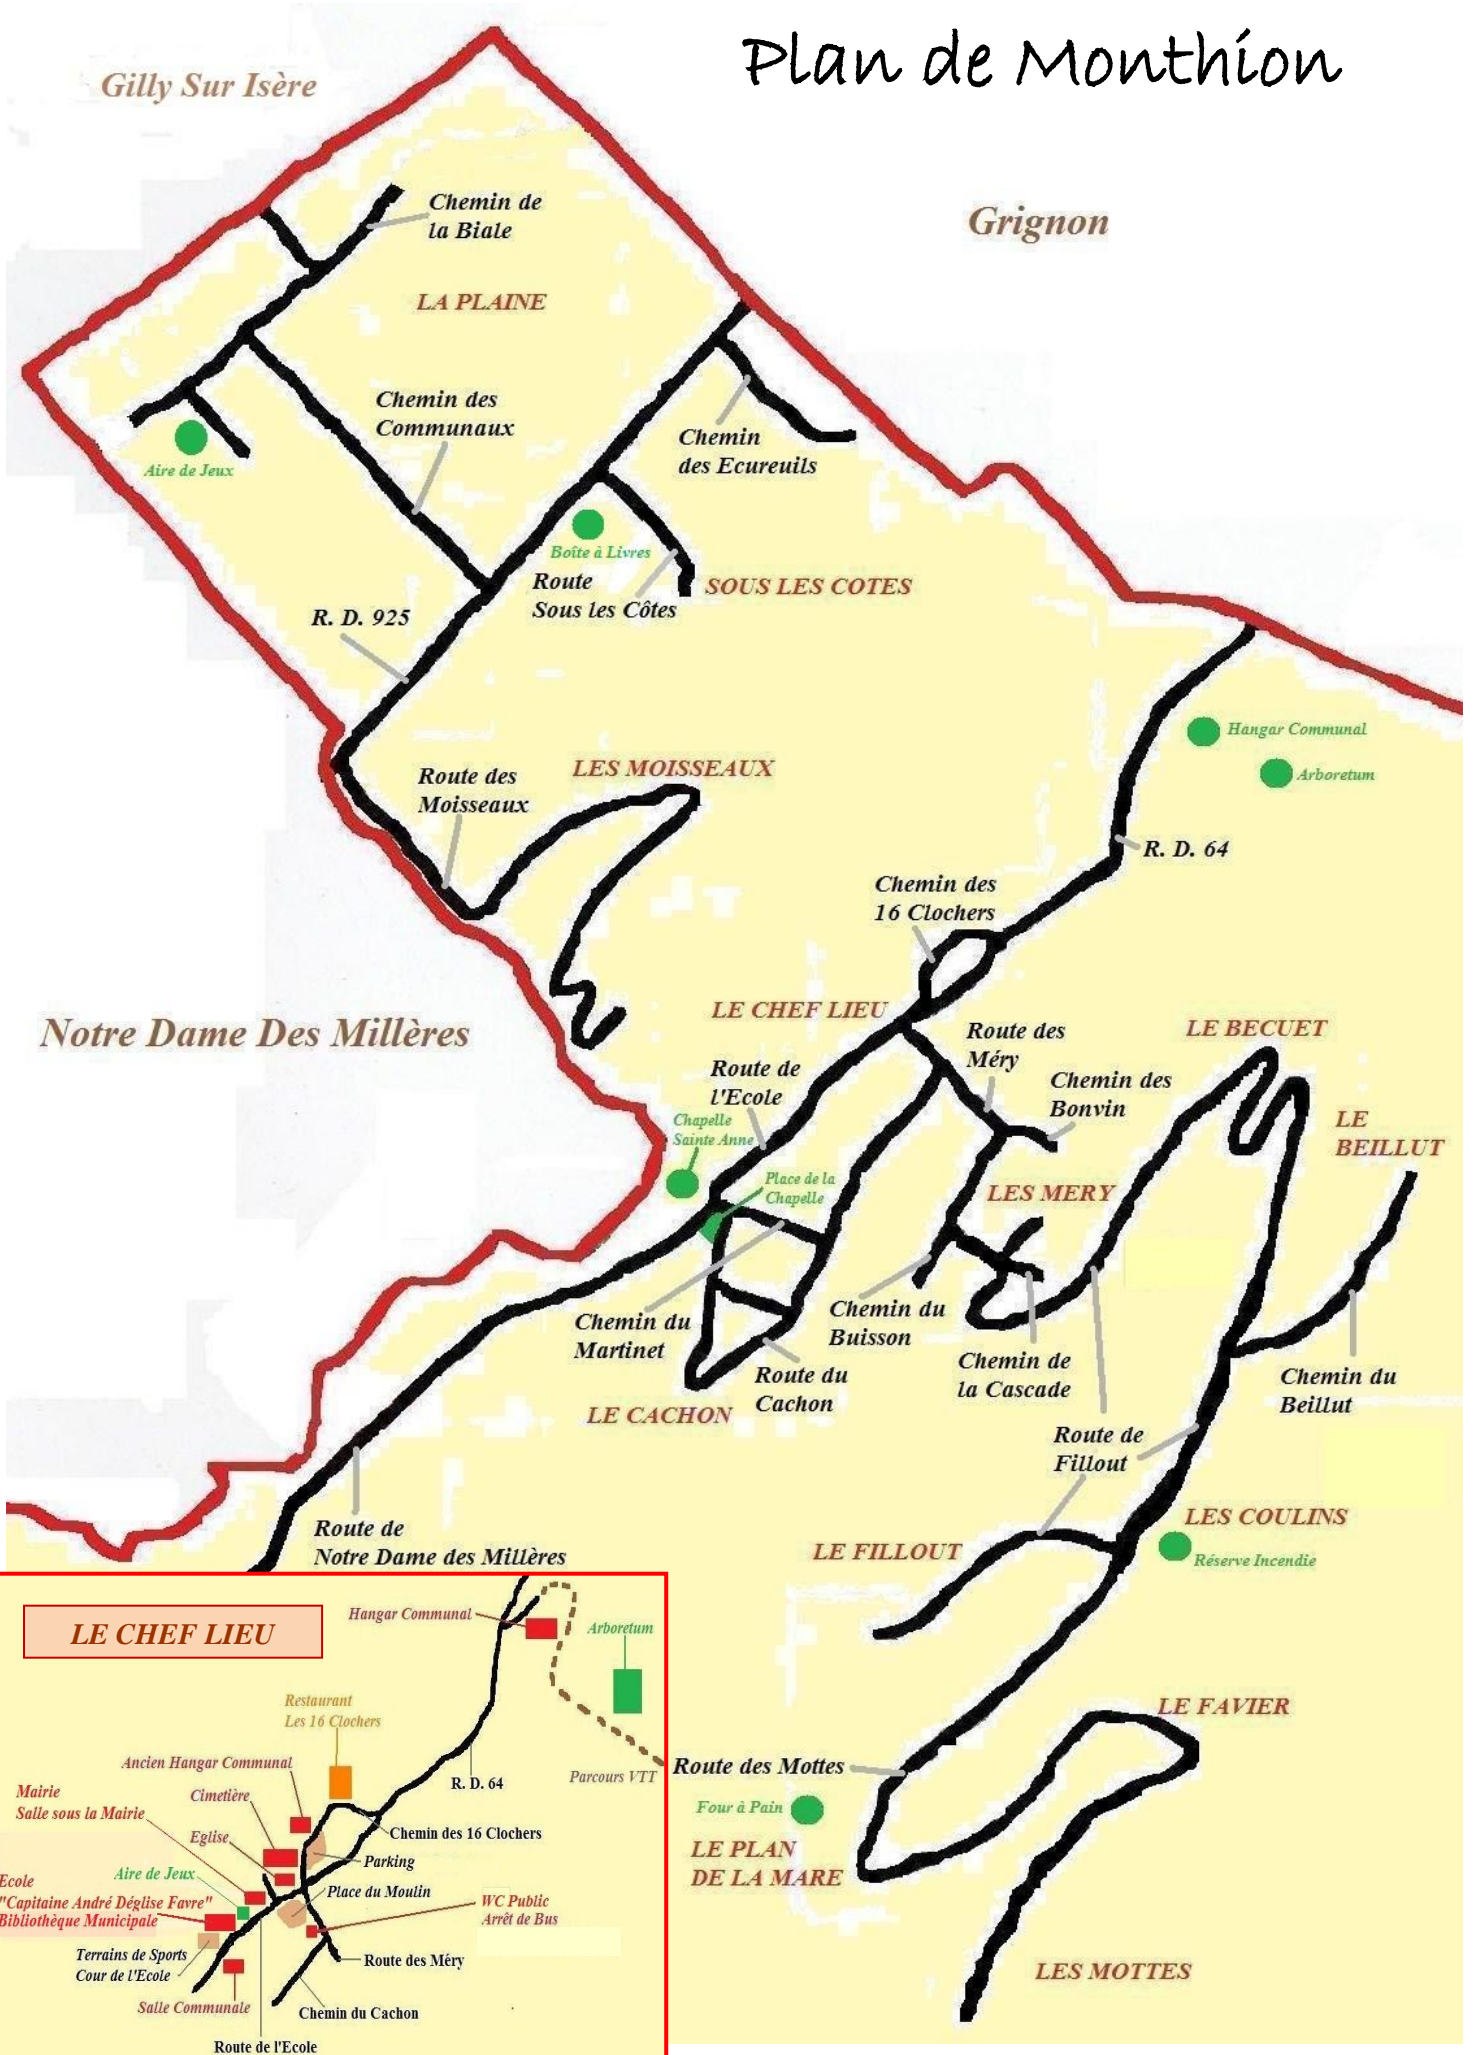 Plan de Monthion
Gilly Sur Isère
Grignon
Chemin de
la Biale
LA PLAINE
Chemin des
Communaux
Chemin
des Ecureuils
Aire de Jeux
Boîte à Livres
Route
Sous les Côtes
SOUS LES COTES
R. D. 925
Hangar Communal
Arboretum
Route des
Moisseaux
LES MOISSEAUX
R. D. 64
Chemin des
16 Clochers
Notre Dame Des Millères
LE CHEF LIEU
Route des
Méry
LE BECUET
Route de
l'Ecole
Chemin des
Bonvin
LE
BEILLUT
Chapelle
Sainte Anne
Place de la
Chapelle
LES MERY
Chemin du
Martinet
Chemin du
Buisson
Chemin de
la Cascade
Route du
Cachon
Chemin du
Beillut
LE CACHON
Route de
Fillout
Route de
Notre Dame des Millères
LES COULINS
Réserve Incendie
LE FILLOUT
LE FAVIER
Route des Mottes
Four à Pain
LE PLAN
DE LA MARE
LES MOTTES
LE CHEF LIEU
Hangar Communal
Arboretum
Restaurant
Les 16 Clochers
Ancien Hangar Communal
R. D. 64
Parcours VTT
Mairie
Salle sous la Mairie
Cimetière
Chemin des 16 Clochers
Eglise
Parking
Aire de Jeux
Ecole
"Capitaine André Déglise Favre"
Bibliothèque Municipale
Place du Moulin
WC Public
Arrêt de Bus
Terrains de Sports
Cour de l'Ecole
Route des Méry
Salle Communale
Chemin du Cachon
Route de l'Ecole